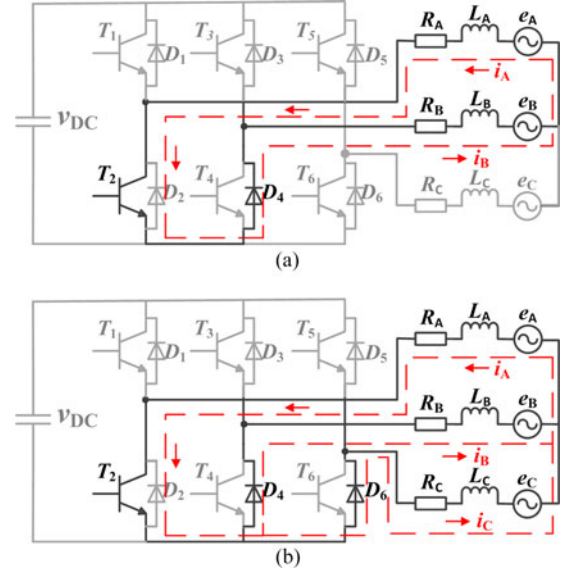 T1 D1 T3 D3 T5 D5 RA LA eA
iA
vDC RB LB eB
iB
T2 D2 T4 D4 T6 D6 RC LC eC
(a)
T1 D1 T3 D3 T5 D5 RA LA eA
iA
vDC RB LB eB
iB
T2 D2 T4 D4 T6 D6 RC LC eC
iC
(b)